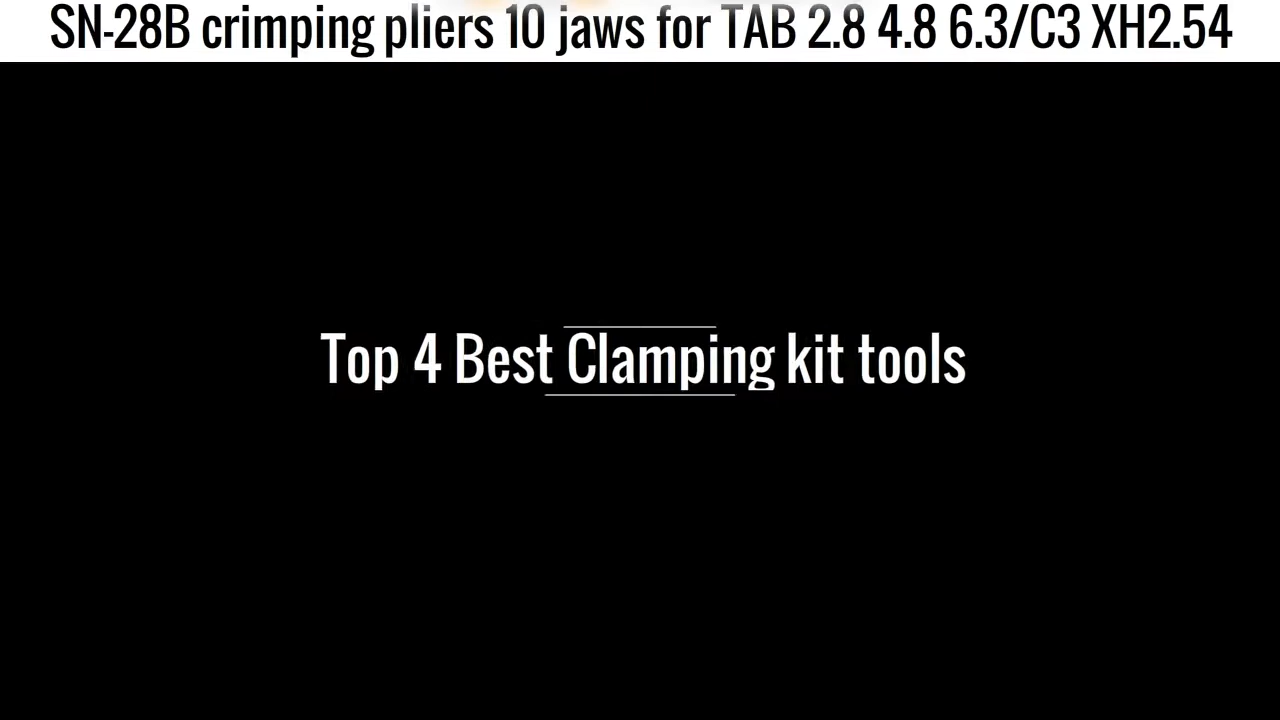 SN-28B crimping pliers 10 jaws for TAB 2.8 4.8 6.3/C3 XH2.54
Top 4 Best Clamping kit tools